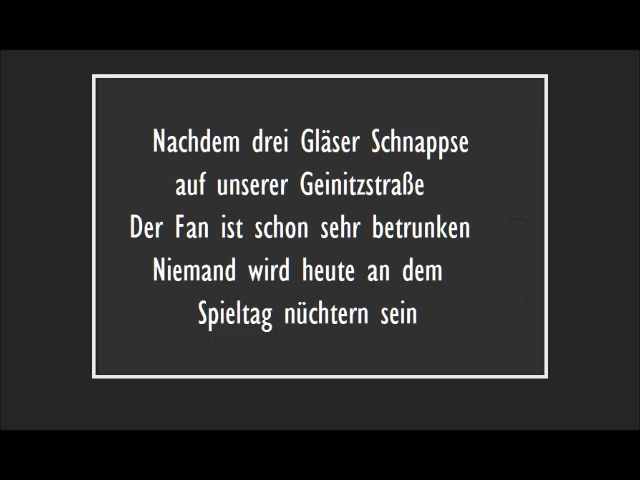 Nachdem drei Gläser Schnappse
auf unserer Geinitzstraße
Der Fan ist schon sehr betrunken
Niemand wird heute an dem
Spieltag nüchtern sein